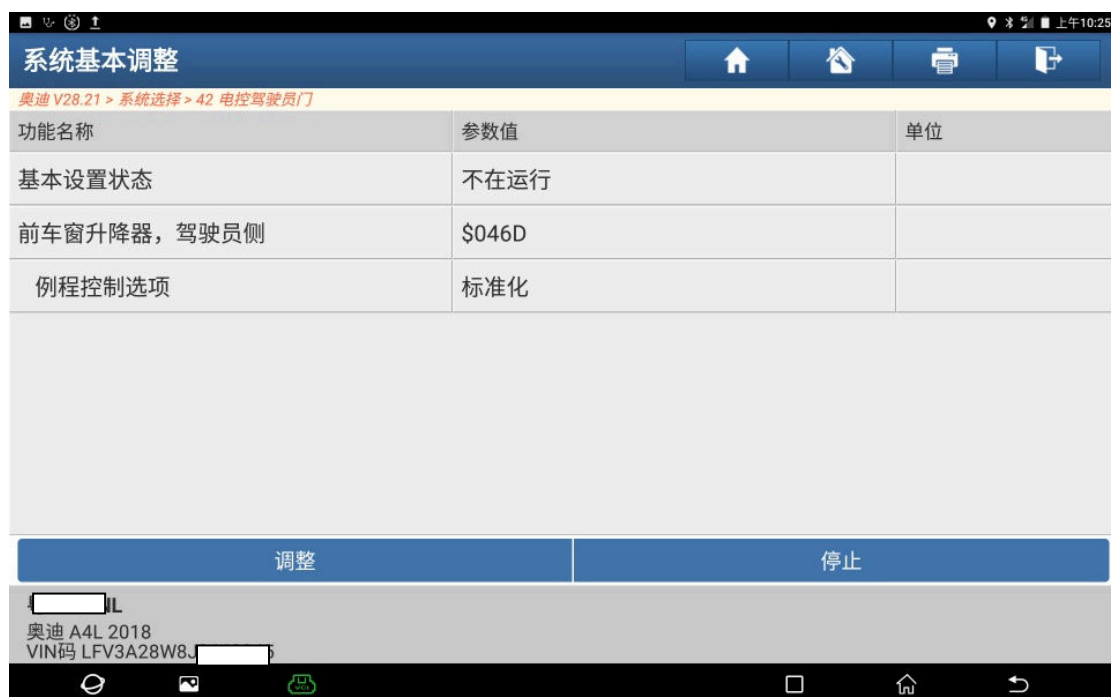 上午10:25
系统基本调整
奥迪 V28.21 > 系统选择 > 42 电控驾驶员门
功能名称 参数值 单位
基本设置状态 不在运行
前车窗升降器，驾驶员侧 $046D
例程控制选项 标准化
调整 停止
奥迪 A4L 2018
VIN码 LFV3A28W8J
VCI